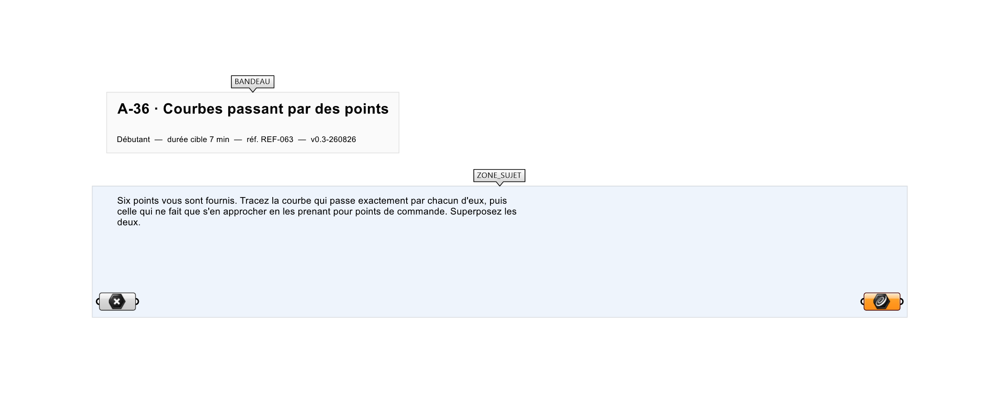 BANDEAU
A-36 · Courbes passant par des points
Débutant — durée cible 7 min — réf. REF-063 — v0.3-260826
ZONE_SUJET
Six points vous sont fournis. Tracez la courbe qui passe exactement par chacun d'eux, puis
celle qui ne fait que s'en approcher en les prenant pour points de commande. Superposez les
deux.